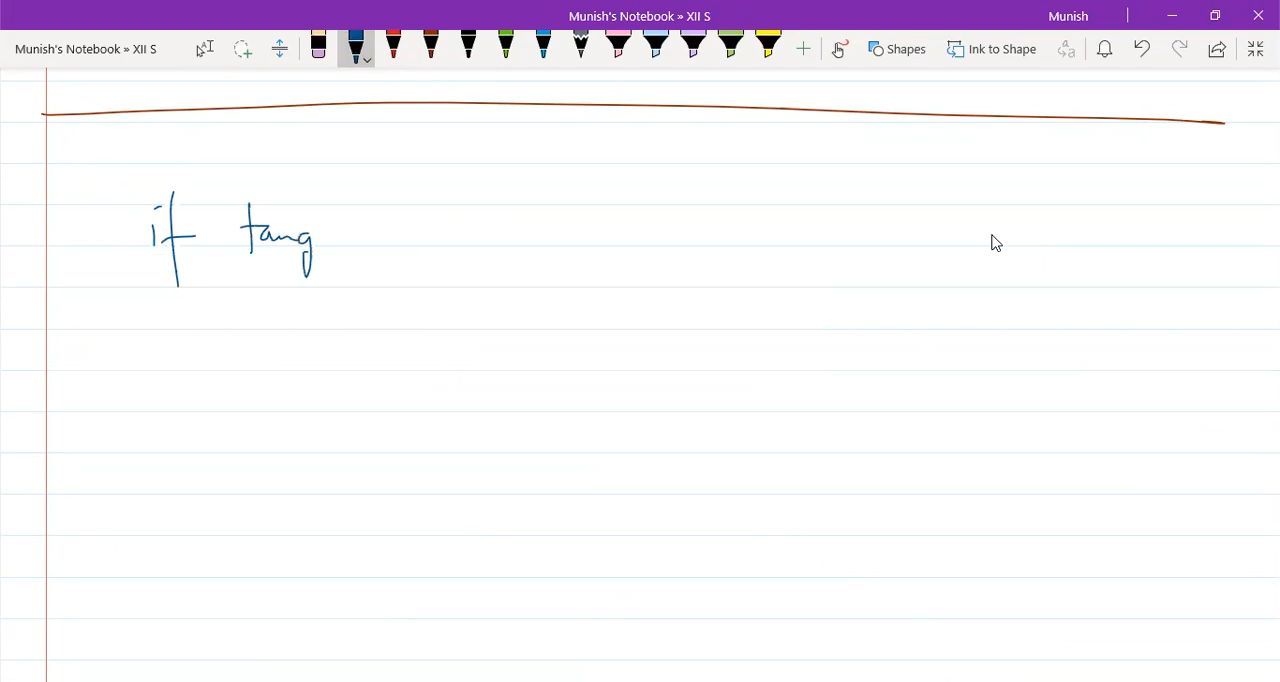 Munish's Notebook » XII S
Munish
Munish's Notebook » XII S
Shapes
Ink to Shape
if tang